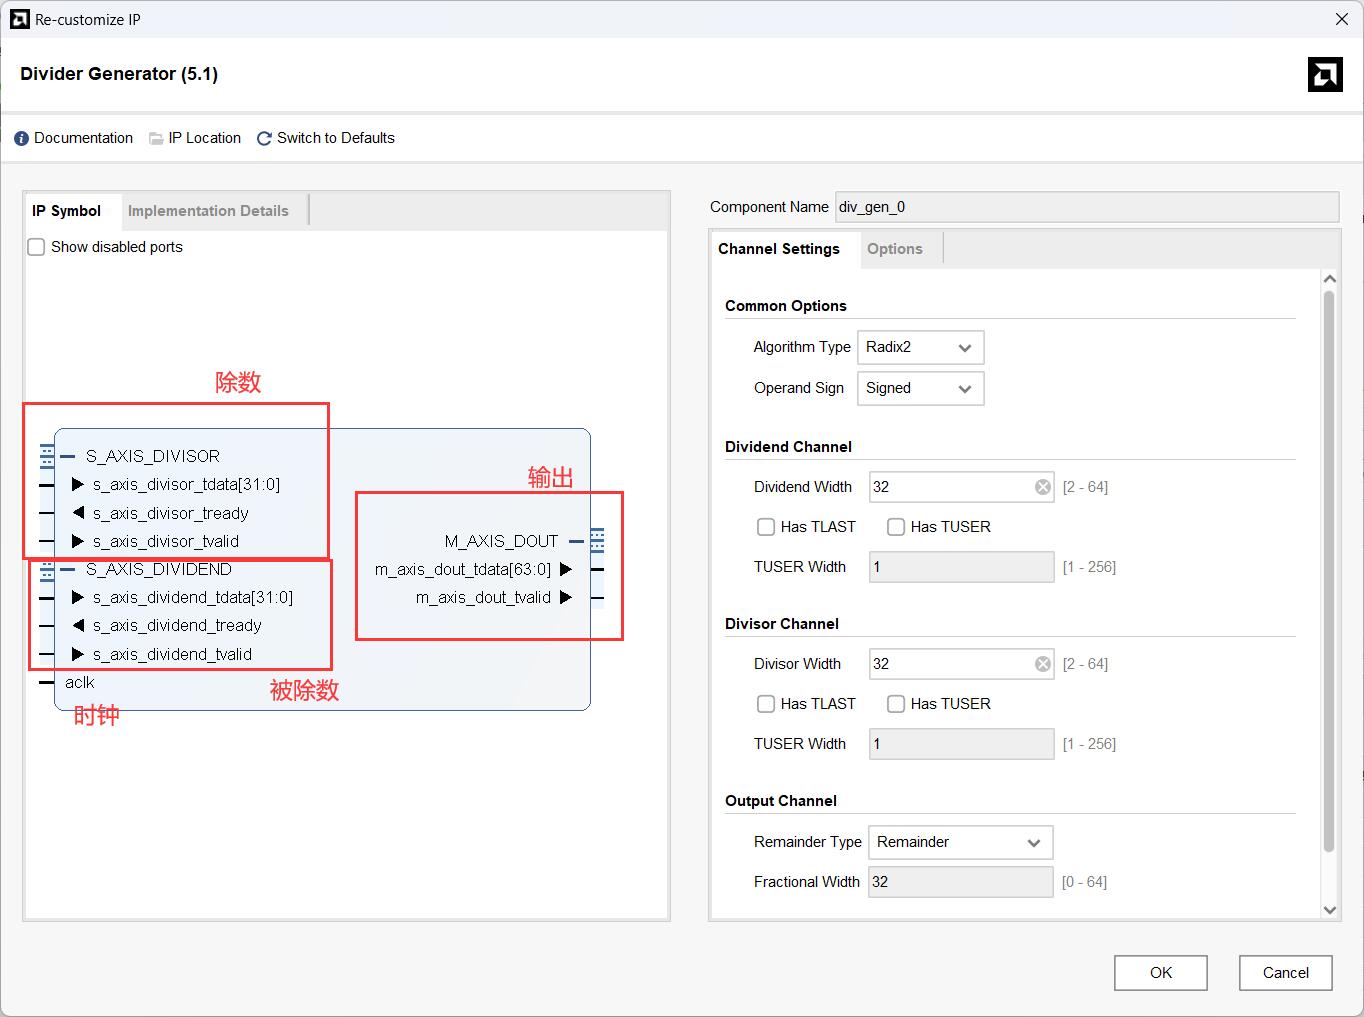 Re-customize IP
Divider Generator (5.1)
Documentation IP Location Switch to Defaults
IP Symbol Implementation Details
Show disabled ports
除数
S_AXIS_DIVISOR
s_axis_divisor_tdata[31:0]
s_axis_divisor_tready
s_axis_divisor_tvalid
S_AXIS_DIVIDEND
s_axis_dividend_tdata[31:0]
s_axis_dividend_tready
s_axis_dividend_tvalid
aclk
时钟
被除数
输出
M_AXIS_DOUT
m_axis_dout_tdata[63:0]
m_axis_dout_tvalid
Component Name div_gen_0
Channel Settings Options
Common Options
Algorithm Type Radix2
Operand Sign Signed
Dividend Channel
Dividend Width 32 [2 - 64]
Has TLAST Has TUSER
TUSER Width 1 [1 - 256]
Divisor Channel
Divisor Width 32 [2 - 64]
Has TLAST Has TUSER
TUSER Width 1 [1 - 256]
Output Channel
Remainder Type Remainder
Fractional Width 32 [0 - 64]
OK Cancel